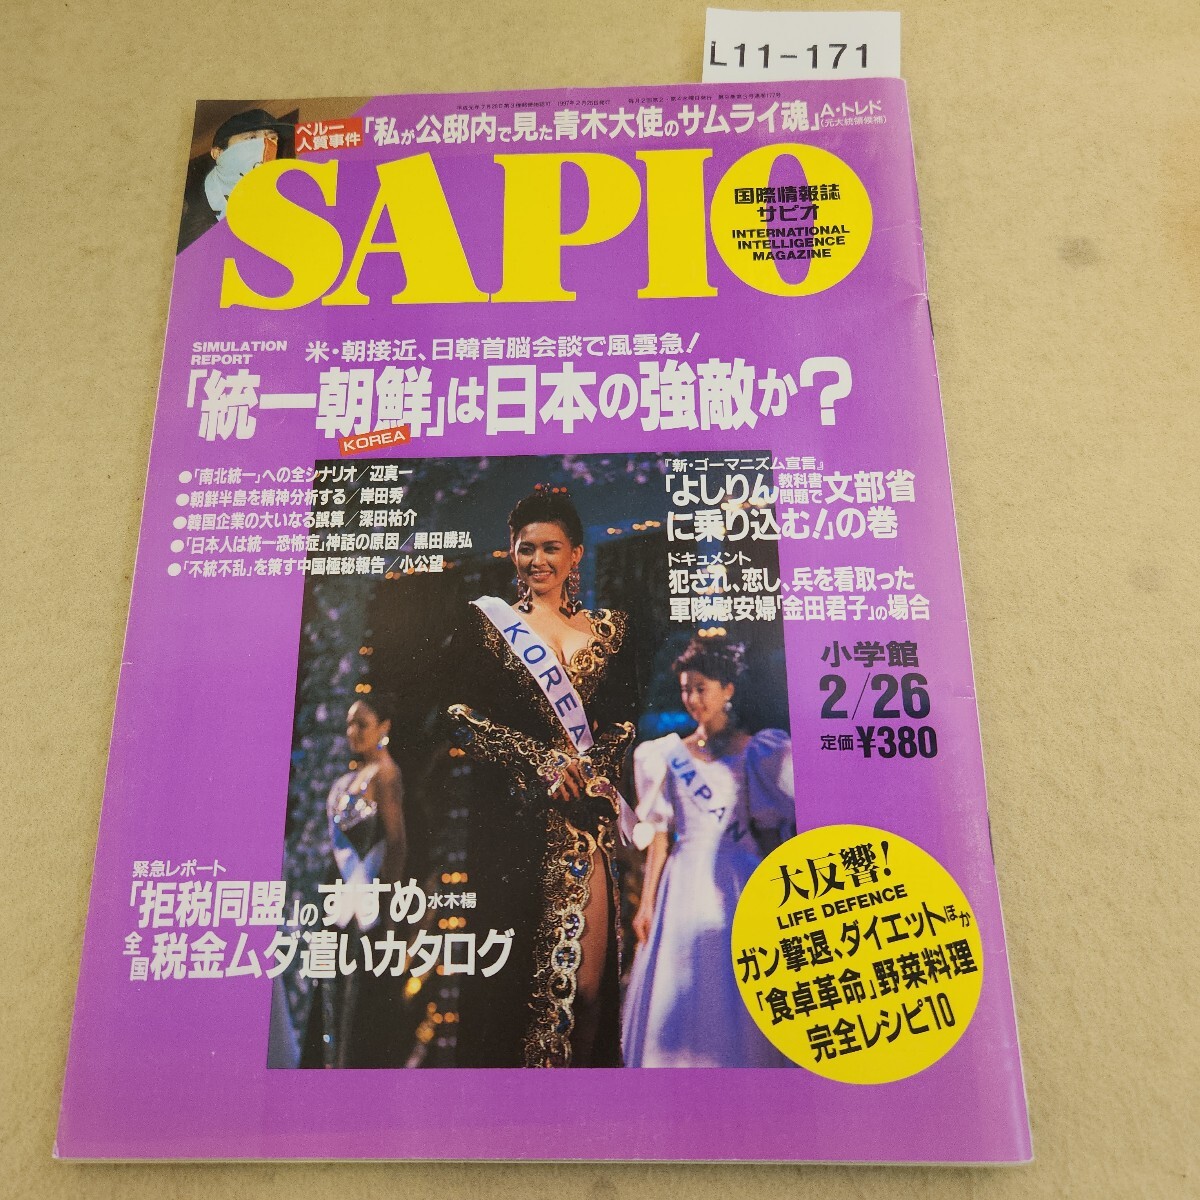 L11-171
1997年2月26日発行
ペルー
人質事件
「私が公邸内で見た青木大使のサムライ魂」
A・トレド
(元大統領候補)
SAPIO
国際情報誌
サピオ
INTERNATIONAL
INTELLIGENCE
MAGAZINE
SIMULATION
REPORT
米・朝接近、日韓首脳会談で風雲急!
「統一朝鮮」は日本の強敵か?
KOREA
●「南北統一」への全シナリオ／辺真一
●朝鮮半島を精神分析する／岸田秀
●韓国企業の大いなる誤算／深田祐介
●「日本人は統一恐怖症」神話の原因／黒田勝弘
●「不統不乱」を策す中国極秘報告／小公望
『新・ゴーマニズム宣言』
「よしりん教科書問題で文部省
に乗り込む!」の巻
ドキュメント
犯され、恋し、兵を看取った
軍隊慰安婦「金田君子」の場合
小学館
2/26
定価¥380
KOREA
JAPAN
緊急レポート
「拒税同盟」のすすめ 水木楊
全国税金ムダ遣いカタログ
大反響!
LIFE DEFENCE
ガン撃退、ダイエットほか
「食卓革命」野菜料理
完全レシピ10